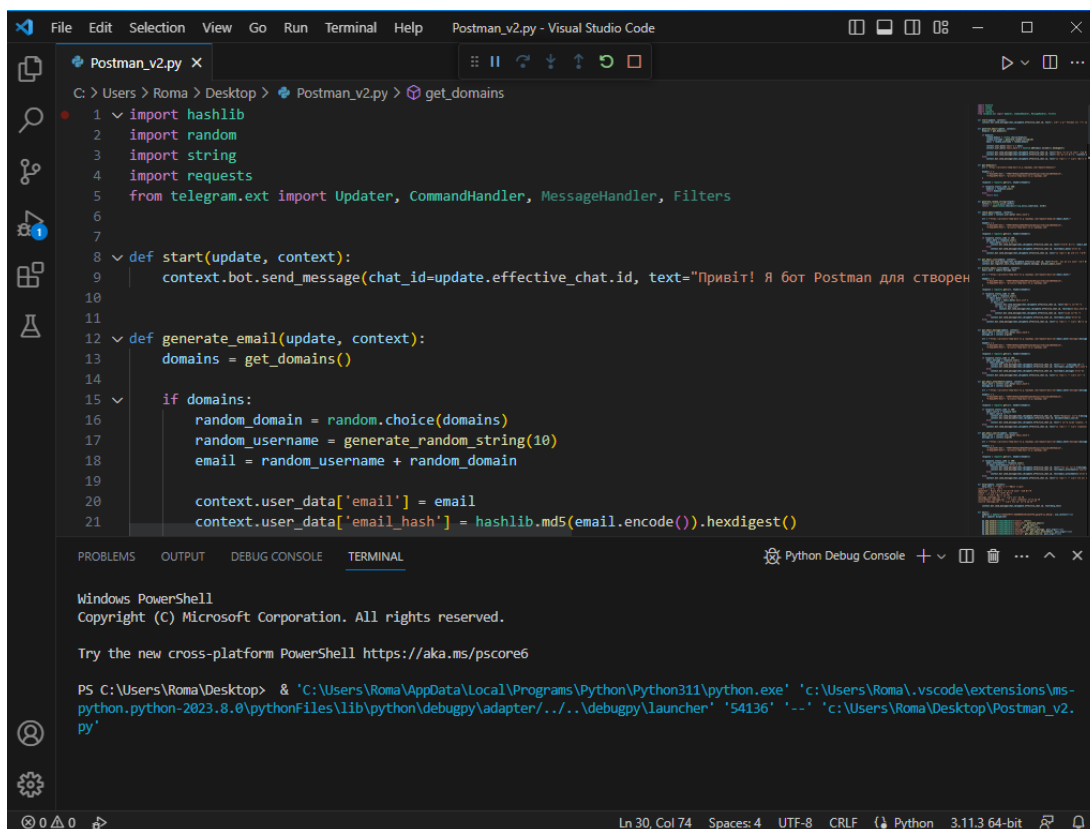 File Edit Selection View Go Run Terminal Help Postman_v2.py - Visual Studio Code
Postman_v2.py
C: > Users > Roma > Desktop > Postman_v2.py > get_domains
1 import hashlib
2 import random
3 import string
4 import requests
5 from telegram.ext import Updater, CommandHandler, MessageHandler, Filters
6
7
8 def start(update, context):
9 context.bot.send_message(chat_id=update.effective_chat.id, text="Привіт! Я бот Postman для створен
10
11
12 def generate_email(update, context):
13 domains = get_domains()
14
15 if domains:
16 random_domain = random.choice(domains)
17 random_username = generate_random_string(10)
18 email = random_username + random_domain
19
20 context.user_data['email'] = email
21 context.user_data['email_hash'] = hashlib.md5(email.encode()).hexdigest()
1
PROBLEMS OUTPUT DEBUG CONSOLE TERMINAL Python Debug Console
Windows PowerShell
Copyright (C) Microsoft Corporation. All rights reserved.
Try the new cross-platform PowerShell https://aka.ms/pscore6
PS C:\Users\Roma\Desktop> & 'C:\Users\Roma\AppData\Local\Programs\Python\Python311\python.exe' 'c:\Users\Roma\.vscode\extensions\ms-
python.python-2023.8.0\pythonFiles\lib\python\debugpy\adapter/../..\debugpy\launcher' '54136' '--' 'c:\Users\Roma\Desktop\Postman_v2.
py'
0 0 Ln 30, Col 74 Spaces: 4 UTF-8 CRLF Python 3.11.3 64-bit